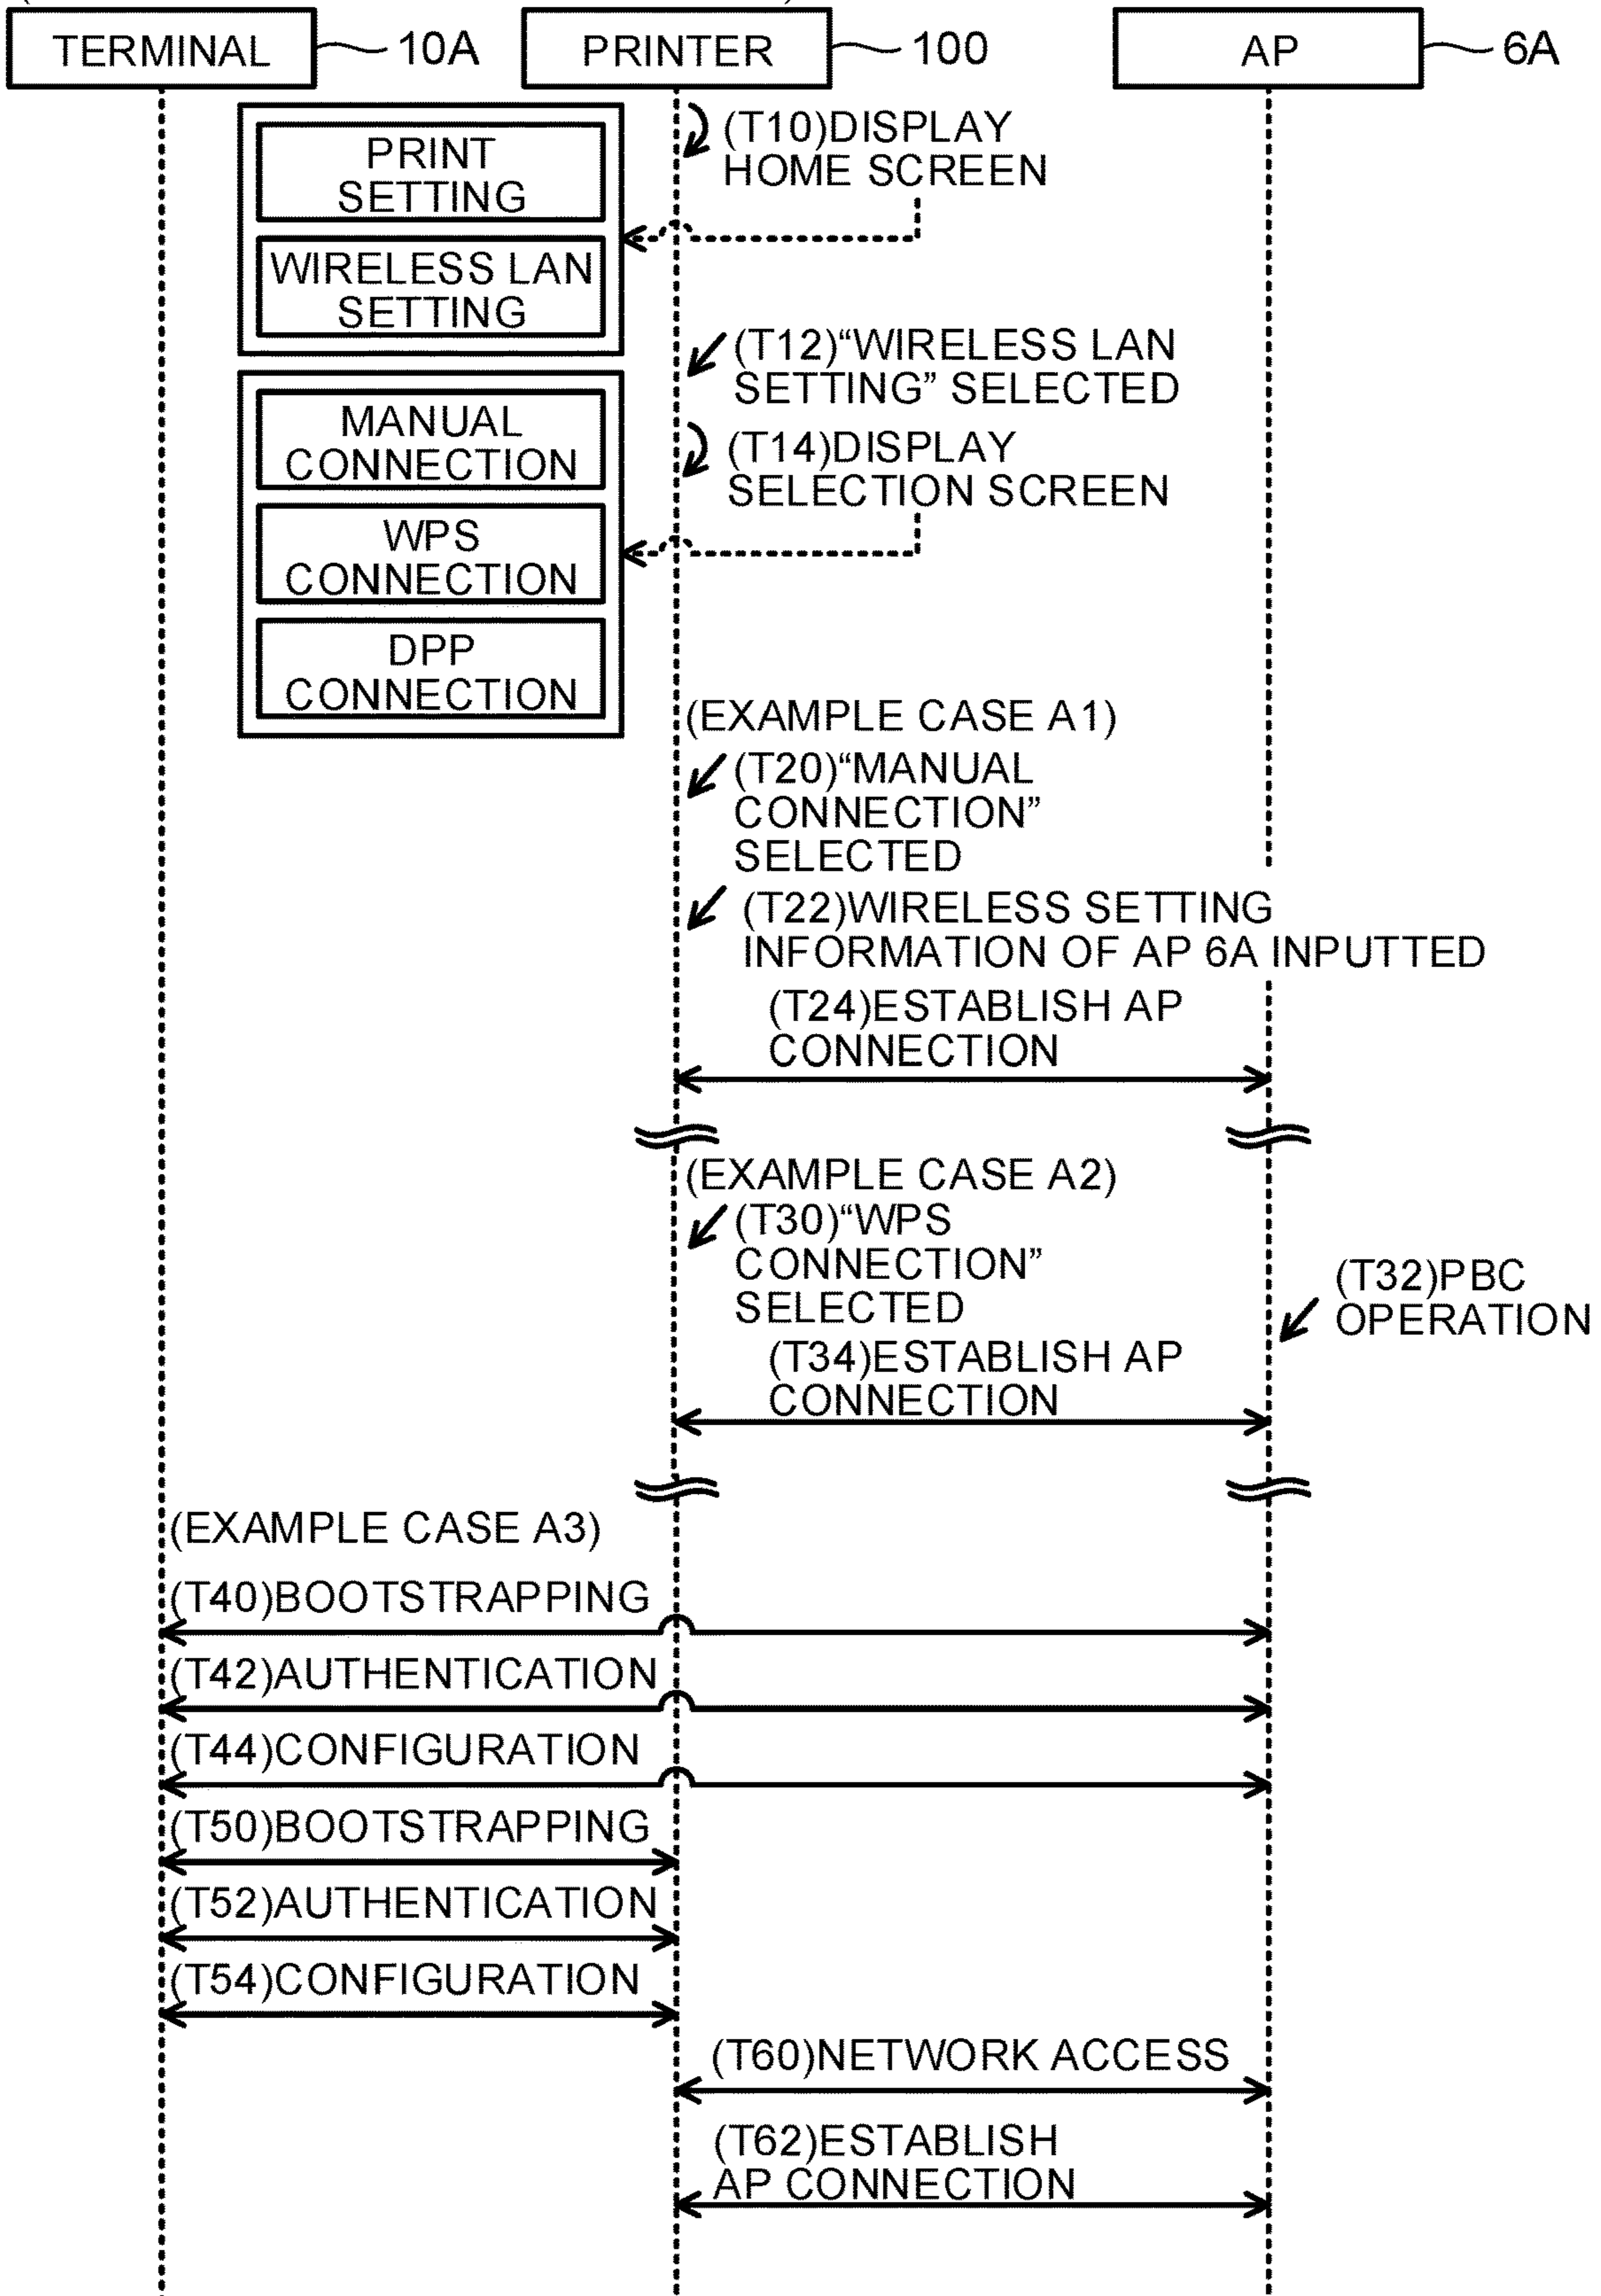 TERMINAL
10A
PRINTER
100
AP
6A
(T10)DISPLAY
HOME SCREEN
PRINT
SETTING
WIRELESS LAN
SETTING
(T12)“WIRELESS LAN
SETTING” SELECTED
(T14)DISPLAY
SELECTION SCREEN
MANUAL
CONNECTION
WPS
CONNECTION
DPP
CONNECTION
(EXAMPLE CASE A1)
(T20)“MANUAL
CONNECTION”
SELECTED
(T22)WIRELESS SETTING
INFORMATION OF AP 6A INPUTTED
(T24)ESTABLISH AP
CONNECTION
(EXAMPLE CASE A2)
(T30)“WPS
CONNECTION”
SELECTED
(T32)PBC
OPERATION
(T34)ESTABLISH AP
CONNECTION
(EXAMPLE CASE A3)
(T40)BOOTSTRAPPING
(T42)AUTHENTICATION
(T44)CONFIGURATION
(T50)BOOTSTRAPPING
(T52)AUTHENTICATION
(T54)CONFIGURATION
(T60)NETWORK ACCESS
(T62)ESTABLISH
AP CONNECTION